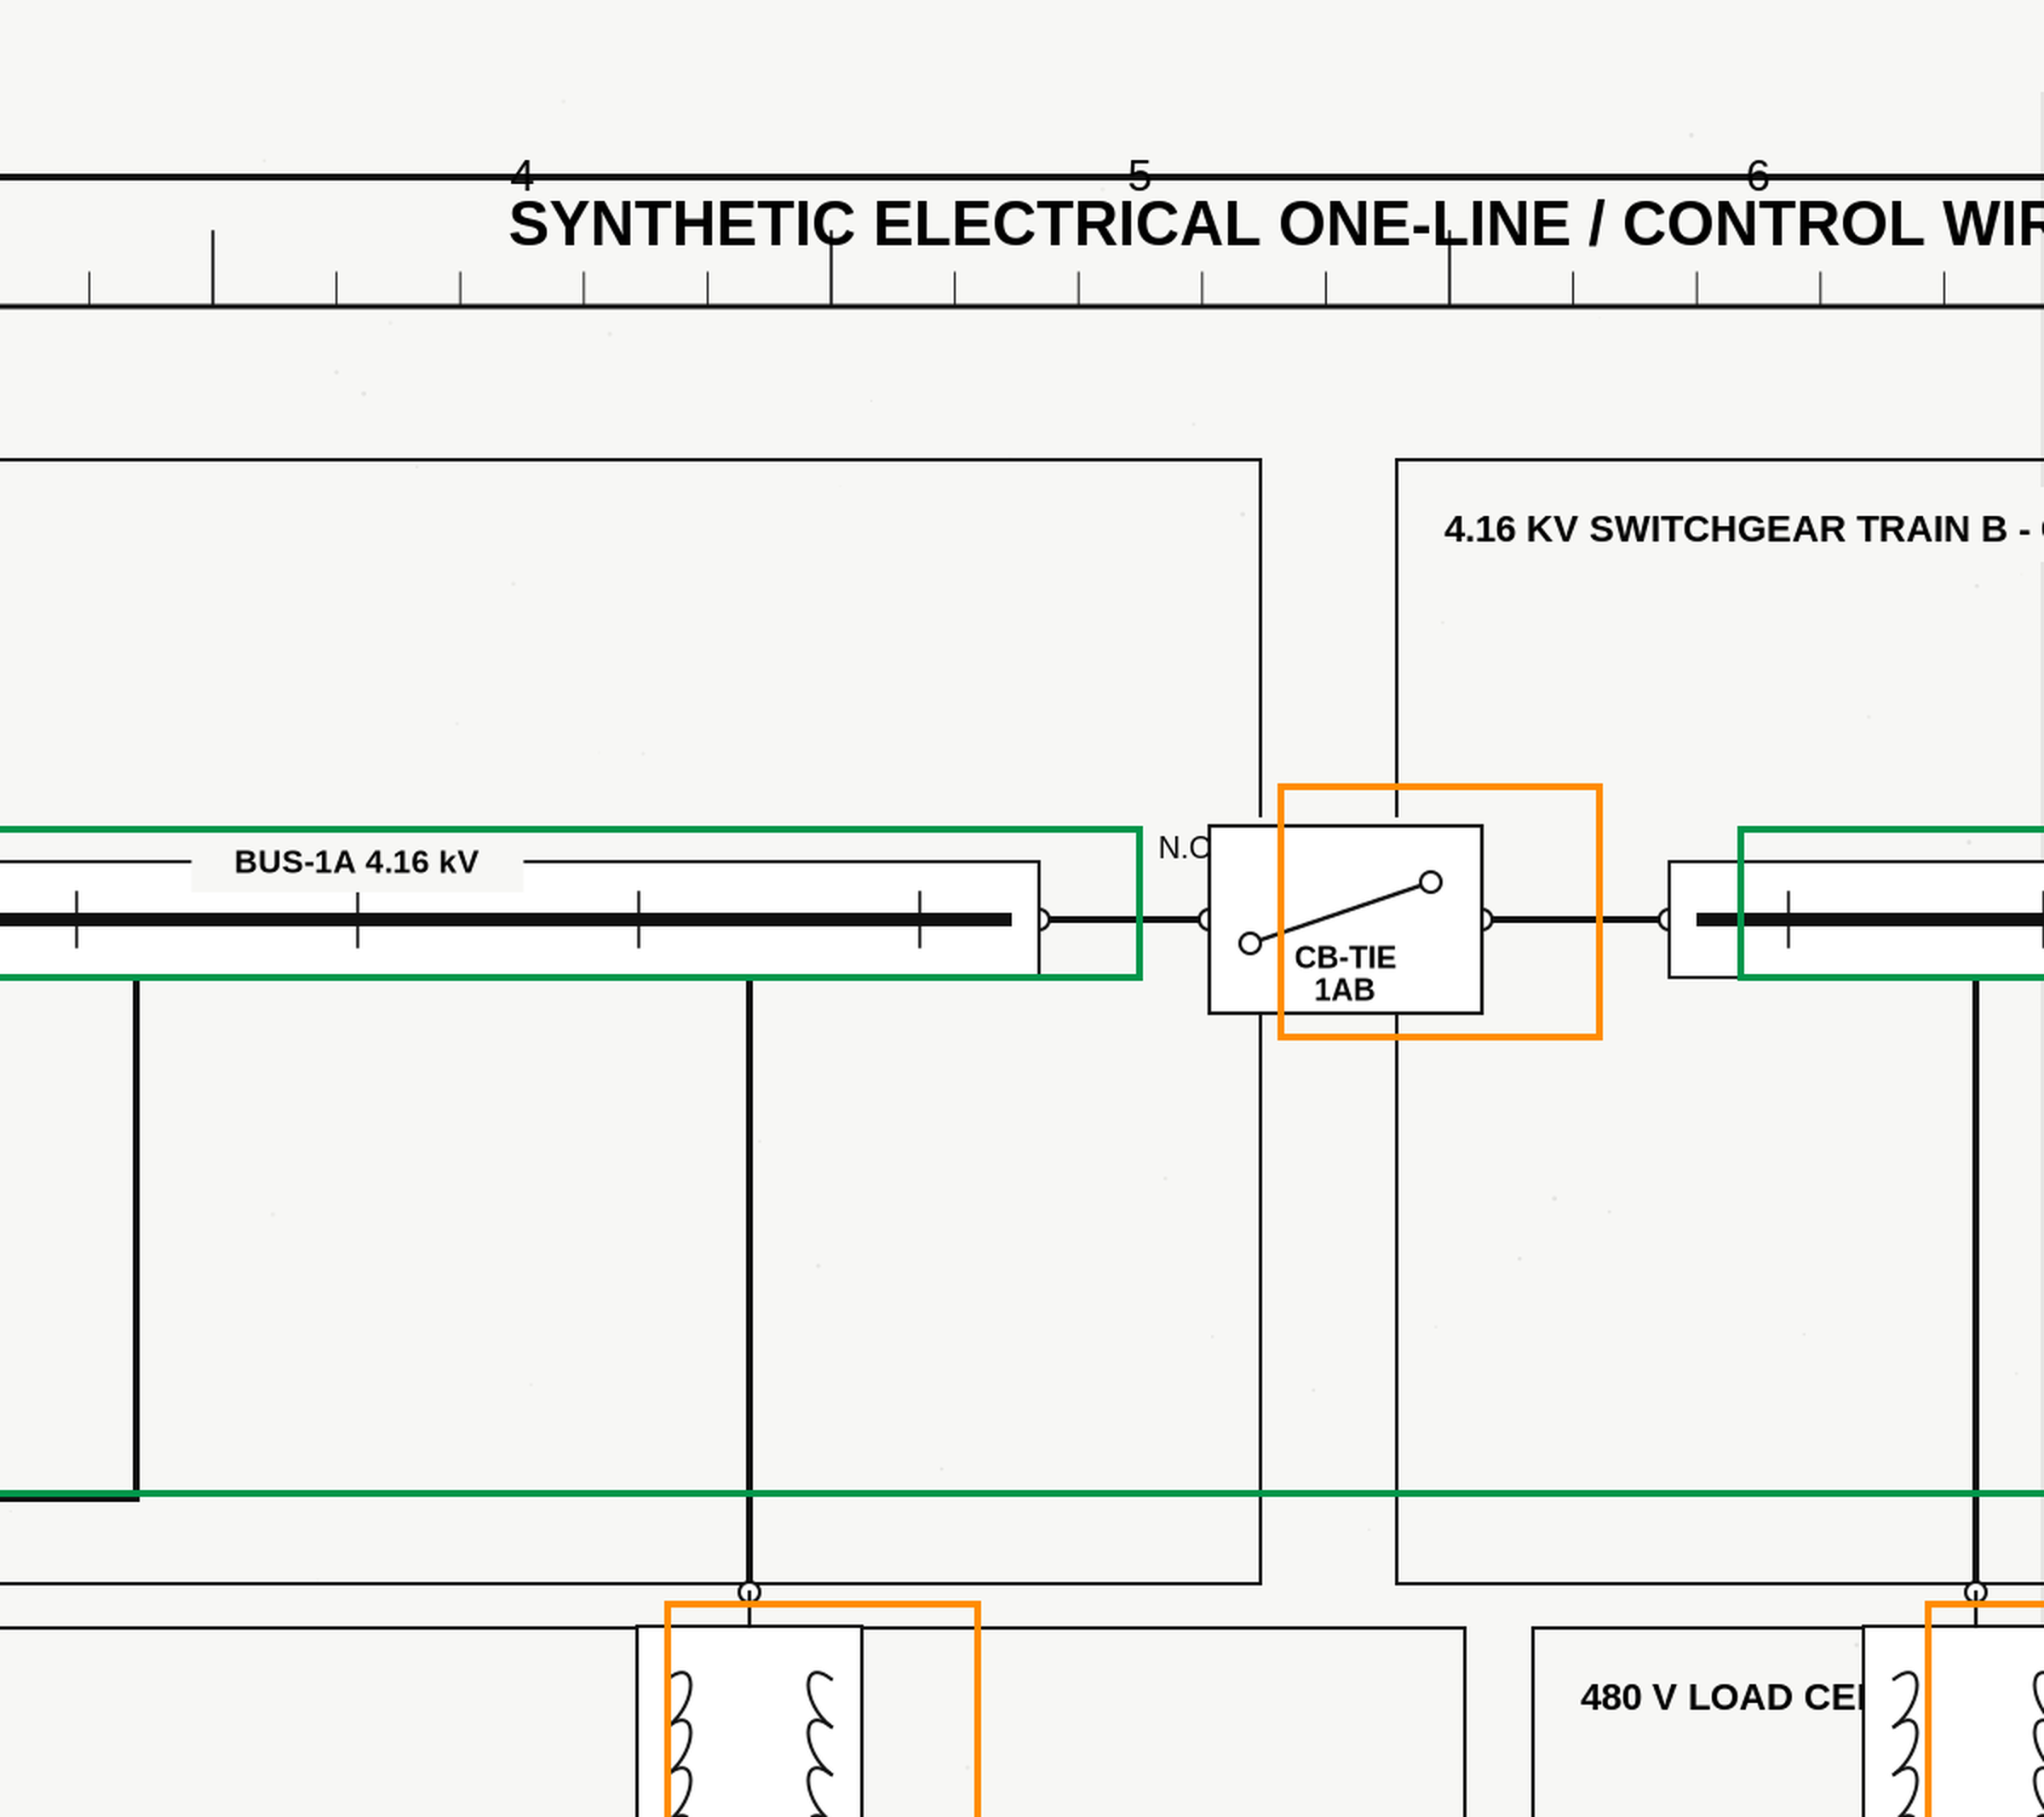 4 5 6
SYNTHETIC ELECTRICAL ONE-LINE / CONTROL
4.16 KV SWITCHGEAR TRAIN B -
BUS-1A 4.16 kV
CB-TIE
1AB
480 V LOAD